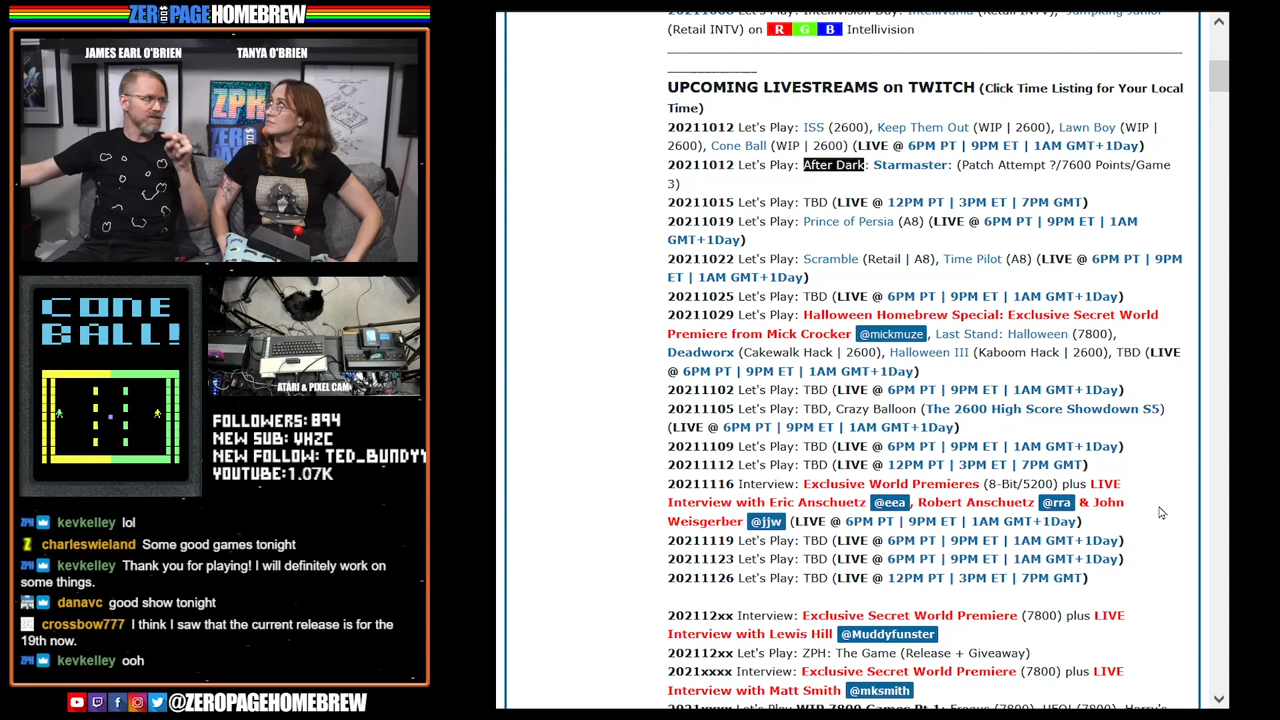 ZEROPAGEHOMEBREW
JAMES EARL O'BRIEN
TANYA O'BRIEN
ZPH
CONE
BALL!
ATARI & PIXEL CAM
FOLLOWERS: 894
NEW SUB: VHZC
NEW FOLLOW: TED_BUNDYY
YOUTUBE:1.07K
kevkelley lol
charleswieland Some good games tonight
kevkelley Thank you for playing! I will definitely work on
some things.
danavc good show tonight
crossbow777 I think I saw that the current release is for the
19th now.
kevkelley ooh
@ZEROPAGEHOMEBREW
(Retail INTV) on R G B Intellivision
UPCOMING LIVESTREAMS on TWITCH (Click Time Listing for Your Local
Time)
20211012 Let's Play: ISS (2600), Keep Them Out (WIP | 2600), Lawn Boy (WIP |
2600), Cone Ball (WIP | 2600) (LIVE @ 6PM PT | 9PM ET | 1AM GMT+1Day)
20211012 Let's Play: After Dark: Starmaster: (Patch Attempt ?/7600 Points/Game
3)
20211015 Let's Play: TBD (LIVE @ 12PM PT | 3PM ET | 7PM GMT)
20211019 Let's Play: Prince of Persia (A8) (LIVE @ 6PM PT | 9PM ET | 1AM
GMT+1Day)
20211022 Let's Play: Scramble (Retail | A8), Time Pilot (A8) (LIVE @ 6PM PT | 9PM
ET | 1AM GMT+1Day)
20211025 Let's Play: TBD (LIVE @ 6PM PT | 9PM ET | 1AM GMT+1Day)
20211029 Let's Play: Halloween Homebrew Special: Exclusive Secret World
Premiere from Mick Crocker @mickmuze, Last Stand: Halloween (7800),
Deadworx (Cakewalk Hack | 2600), Halloween III (Kaboom Hack | 2600), TBD (LIVE
@ 6PM PT | 9PM ET | 1AM GMT+1Day)
20211102 Let's Play: TBD (LIVE @ 6PM PT | 9PM ET | 1AM GMT+1Day)
20211105 Let's Play: TBD, Crazy Balloon (The 2600 High Score Showdown S5)
(LIVE @ 6PM PT | 9PM ET | 1AM GMT+1Day)
20211109 Let's Play: TBD (LIVE @ 6PM PT | 9PM ET | 1AM GMT+1Day)
20211112 Let's Play: TBD (LIVE @ 12PM PT | 3PM ET | 7PM GMT)
20211116 Interview: Exclusive World Premieres (8-Bit/5200) plus LIVE
Interview with Eric Anschuetz @eea, Robert Anschuetz @rra & John
Weisgerber @jjw (LIVE @ 6PM PT | 9PM ET | 1AM GMT+1Day)
20211119 Let's Play: TBD (LIVE @ 6PM PT | 9PM ET | 1AM GMT+1Day)
20211123 Let's Play: TBD (LIVE @ 6PM PT | 9PM ET | 1AM GMT+1Day)
20211126 Let's Play: TBD (LIVE @ 12PM PT | 3PM ET | 7PM GMT)
202112xx Interview: Exclusive Secret World Premiere (7800) plus LIVE
Interview with Lewis Hill @Muddyfunster
202112xx Let's Play: ZPH: The Game (Release + Giveaway)
2021xxxx Interview: Exclusive Secret World Premiere (7800) plus LIVE
Interview with Matt Smith @mksmith